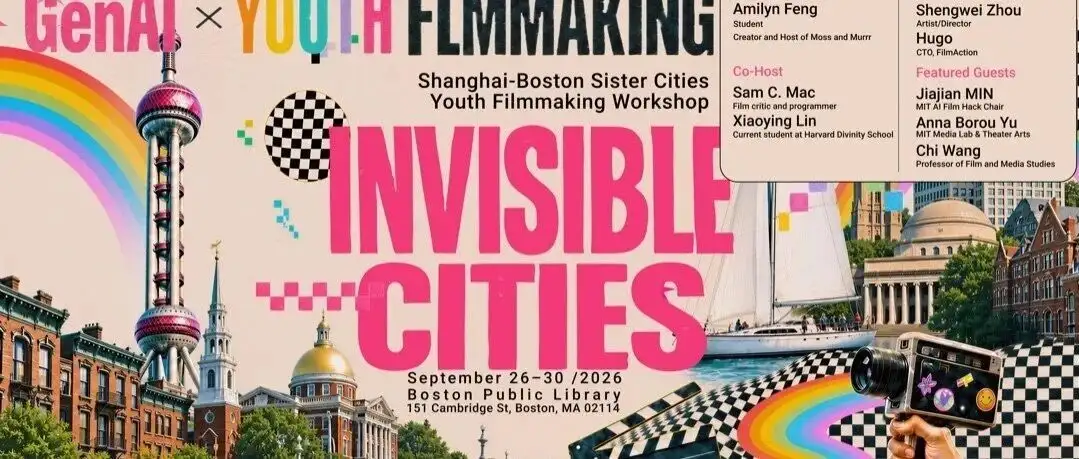 GenAI × YOUTH FLMMAKING
Shanghai-Boston Sister Cities
Youth Filmmaking Workshop
INVISIBLE
CITIES
September 26–30 /2026
Boston Public Library
151 Cambridge St, Boston, MA 02114
Amilyn Feng
Student
Creator and Host of Moss and Murrr
Co-Host
Sam C. Mac
Film critic and programmer
Xiaoying Lin
Current student at Harvard Divinity School
Shengwei Zhou
Artist/Director
Hugo
CTO, FilmAction
Featured Guests
Jiajian MIN
MIT AI Film Hack Chair
Anna Borou Yu
MIT Media Lab & Theater Arts
Chi Wang
Professor of Film and Media Studies